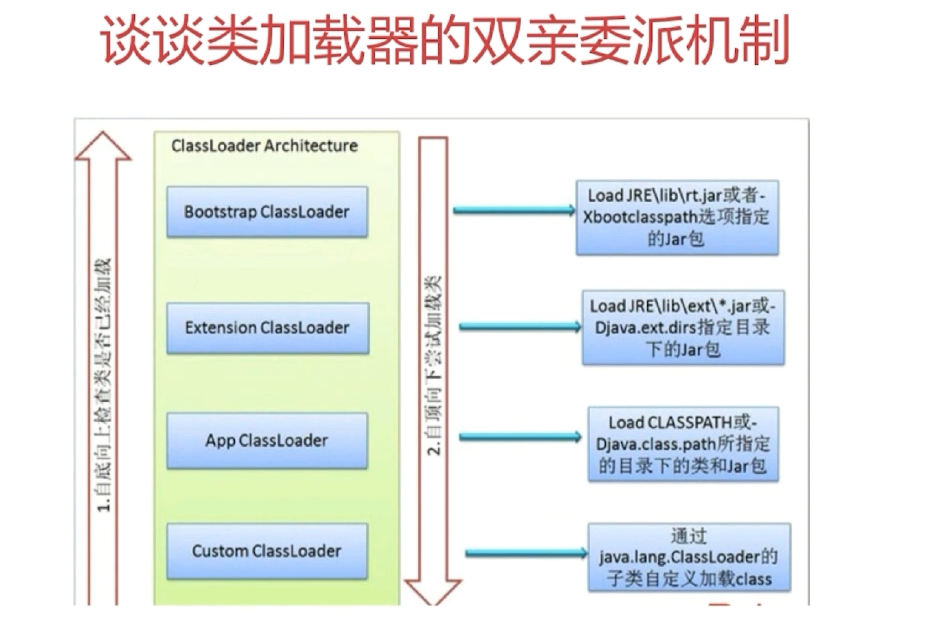 谈谈类加载器的双亲委派机制
ClassLoader Architecture
Bootstrap ClassLoader
Load JRE\lib\rt.jar或者-
Xbootclasspath选项指定
的Jar包
Extension ClassLoader
Load JRE\lib\ext\*.jar或-
Djava.ext.dirs指定目录
下的Jar包
App ClassLoader
Load CLASSPATH或-
Djava.class.path所指定
的目录下的类和Jar包
Custom ClassLoader
通过
java.lang.ClassLoader的
子类自定义加载class
1.自底向上检查类是否已经加载
2.自顶向下尝试加载类